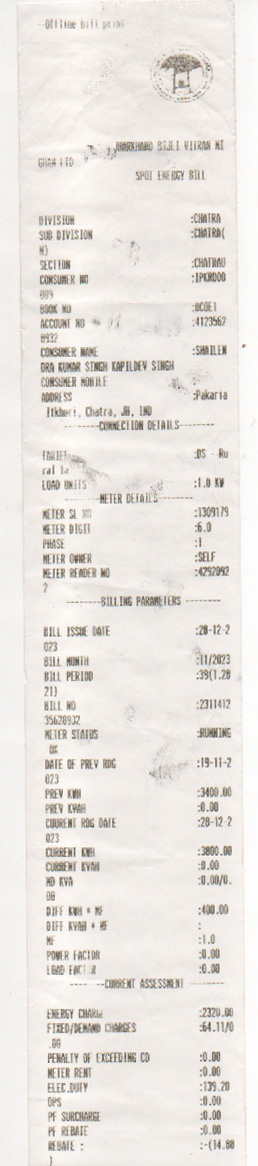 --Offline bill print--
JHARKHAND BIJLI VITRAN NI
GHAM LTD
SPOT ENERGY BILL
DIVISION :CHATRA
SUB DIVISION :CHATRA(
N)
SECTION :CHATRAU
CONSUMER NO :IPKRD00
009
BOOK NO
ACCOUNT NO :4123562
0932
CONSUMER NAME :SHAILEN
DRA KUMAR SINGH KAPILDEV SINGH
CONSUMER MOBILE
ADDRESS :Pakaria
Itkhori, Chatra, JH, IND
-------CONNECTION DETAILS------
TARIFF :DS - Ru
ral
LOAD UNITS :1.0 KW
-------METER DETAILS-------
METER SL NO :1309179
METER DIGIT :6.0
PHASE :1
METER OWNER :SELF
METER READER NO :4292092
2
-------BILLING PARAMETERS -------
BILL ISSUE DATE :28-12-2
023
BILL MONTH :11/2023
BILL PERIOD :39(1.28
21)
BILL NO :2311412
35628932
METER STATUS :RUNNING
OK
DATE OF PREV RDG :19-11-2
023
PREV KWH :3400.00
PREV KVAH :0.00
CUURENT RDG DATE :28-12-2
023
CURRENT KWH :3800.00
CURRENT KVAH :0.00
MD KVA :0.00/0.
00
DIFF KWH * MF :400.00
DIFF KVAH * MF :
MF :1.0
POWER FACTOR :0.00
LOAD FACTOR :0.00
-------CURRENT ASSESSMENT -------
ENERGY CHARGE :2320.00
FIXED/DEMAND CHARGES :64.11/0
.00
PENALTY OF EXCEEDING CD :0.00
METER RENT :0.00
ELEC.DUTY :139.20
DPS :0.00
PF SURCHARGE :0.00
PF REBATE :0.00
REBATE : :-(14.88
)